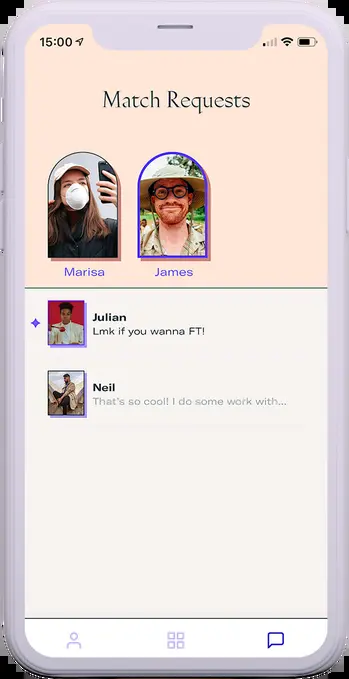 15:00
Match Requests
Marisa
James
Julian
Lmk if you wanna FT!
Neil
That's so cool! I do some work with...